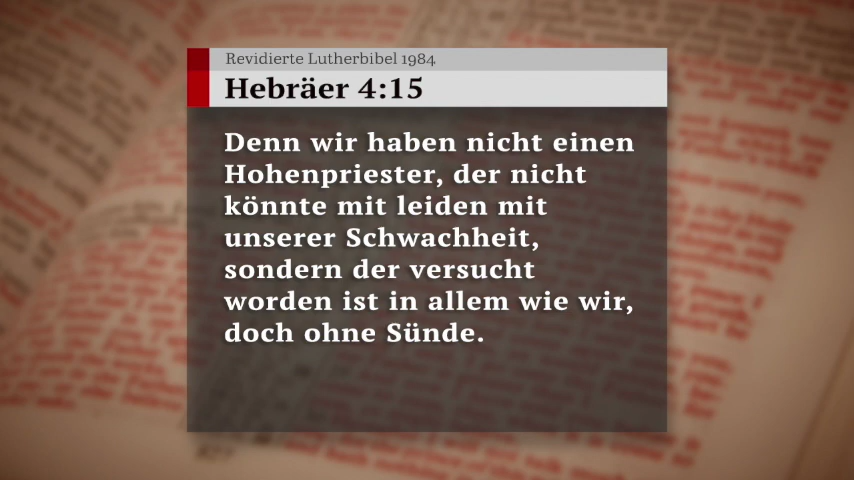 Revidierte Lutherbibel 1984
Hebräer 4:15
Denn wir haben nicht einen
Hohenpriester, der nicht
könnte mit leiden mit
unserer Schwachheit,
sondern der versucht
worden ist in allem wie wir,
doch ohne Sünde.